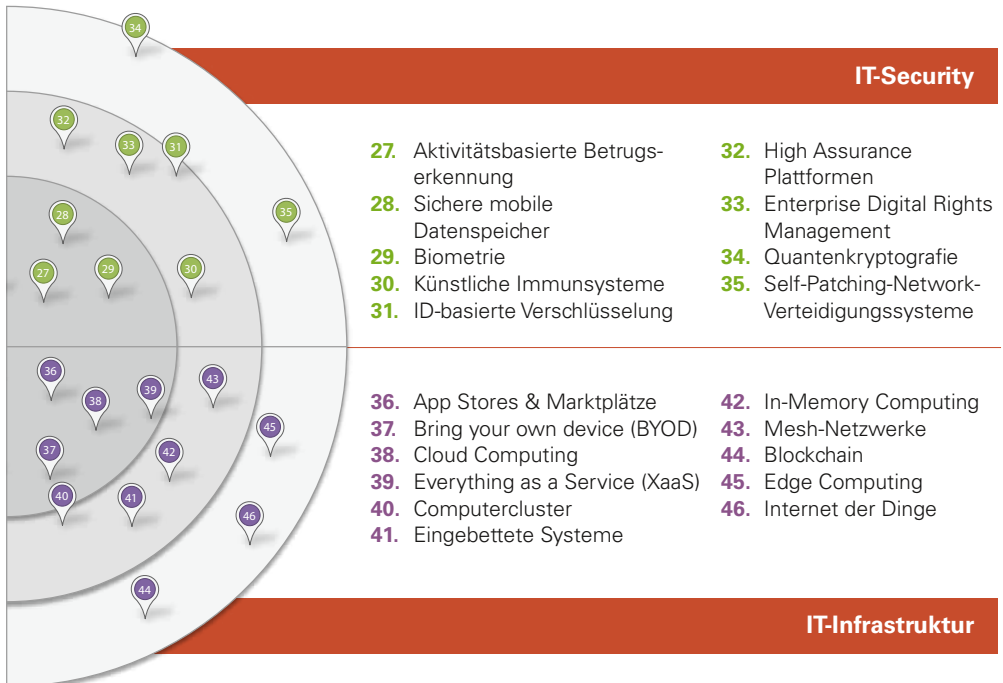 34
IT-Security
32
33
31
28
35
27
29
30
27. Aktivitätsbasierte Betrugs-
erkennung
28. Sichere mobile
Datenspeicher
29. Biometrie
30. Künstliche Immunsysteme
31. ID-basierte Verschlüsselung
32. High Assurance
Plattformen
33. Enterprise Digital Rights
Management
34. Quantenkryptografie
35. Self-Patching-Network-
Verteidigungssysteme
36
43
39
38
45
37
42
40
41
46
44
36. App Stores & Marktplätze
37. Bring your own device (BYOD)
38. Cloud Computing
39. Everything as a Service (XaaS)
40. Computercluster
41. Eingebettete Systeme
42. In-Memory Computing
43. Mesh-Netzwerke
44. Blockchain
45. Edge Computing
46. Internet der Dinge
IT-Infrastruktur